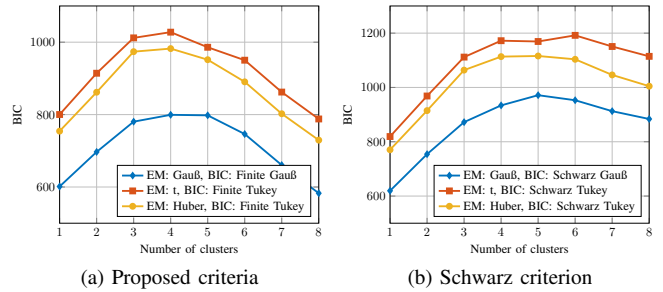 1000
800
600
BIC
EM: Gauß, BIC: Finite Gauß
EM: t, BIC: Finite Tukey
EM: Huber, BIC: Finite Tukey
1 2 3 4 5 6 7 8
Number of clusters
(a) Proposed criteria
1200
1000
800
600
BIC
EM: Gauß, BIC: Schwarz Gauß
EM: t, BIC: Schwarz Tukey
EM: Huber, BIC: Schwarz Tukey
1 2 3 4 5 6 7 8
Number of clusters
(b) Schwarz criterion